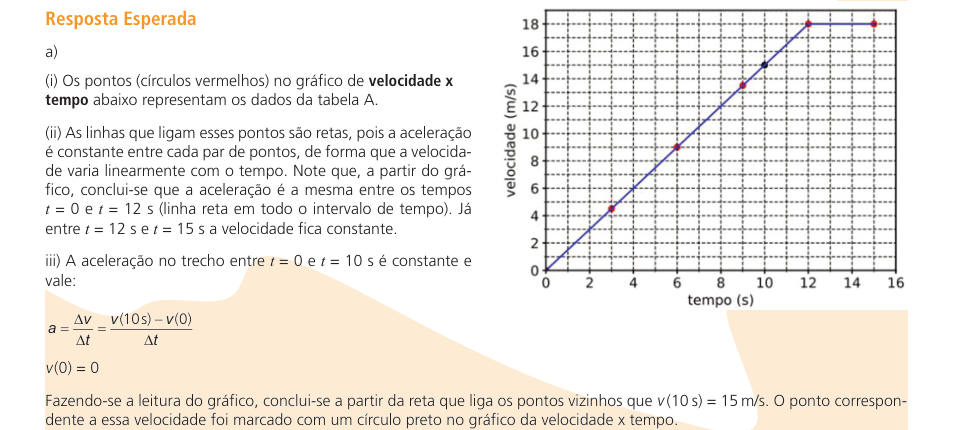 Resposta Esperada
a)
(i) Os pontos (círculos vermelhos) no gráfico de velocidade x
tempo abaixo representam os dados da tabela A.
(ii) As linhas que ligam esses pontos são retas, pois a aceleração
é constante entre cada par de pontos, de forma que a velocida-
de varia linearmente com o tempo. Note que, a partir do grá-
fico, conclui-se que a aceleração é a mesma entre os tempos
t = 0 e t = 12 s (linha reta em todo o intervalo de tempo). Já
entre t = 12 s e t = 15 s a velocidade fica constante.
iii) A aceleração no trecho entre t = 0 e t = 10 s é constante e
vale:
a = Δv/Δt = v(10 s) – v(0)/Δt
v(0) = 0
velocidade (m/s)
18
16
14
12
10
8
6
4
2
0
0 2 4 6 8 10 12 14 16
tempo (s)
Fazendo-se a leitura do gráfico, conclui-se a partir da reta que liga os pontos vizinhos que v(10 s) = 15 m/s. O ponto correspon-
dente a essa velocidade foi marcado com um círculo preto no gráfico da velocidade x tempo.